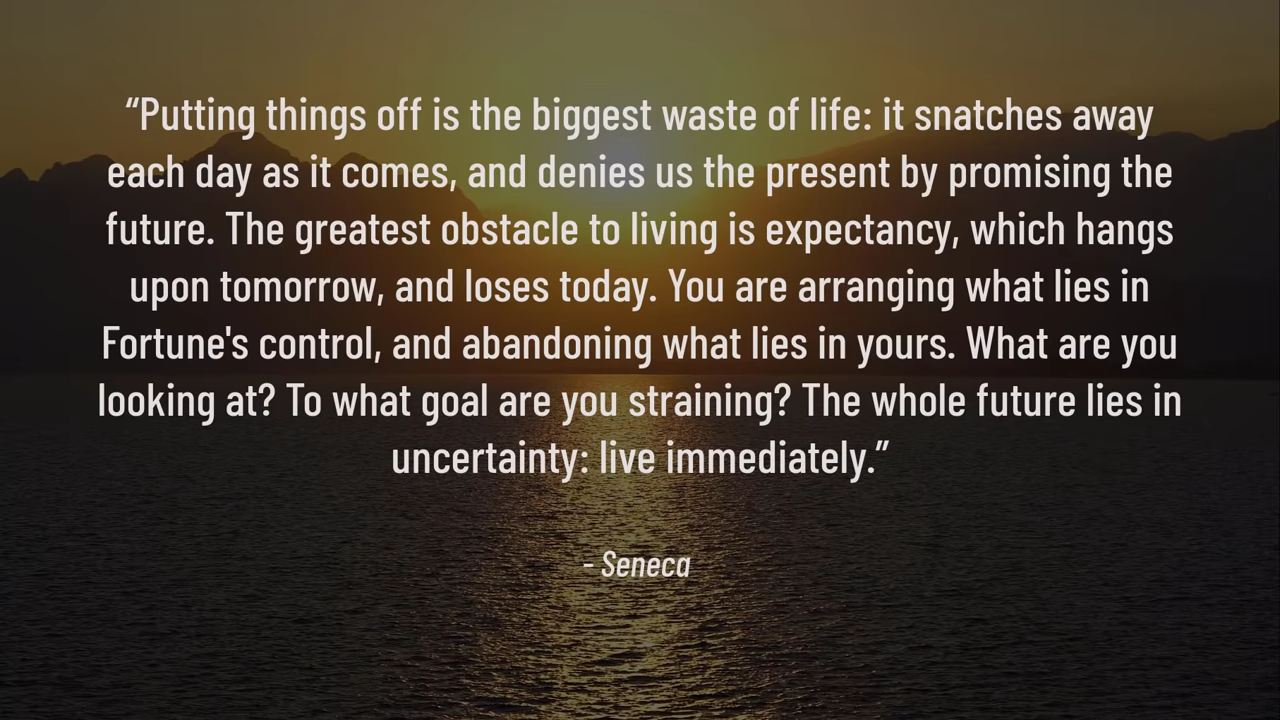 “Putting things off is the biggest waste of life: it snatches away
each day as it comes, and denies us the present by promising the
future. The greatest obstacle to living is expectancy, which hangs
upon tomorrow, and loses today. You are arranging what lies in
Fortune's control, and abandoning what lies in yours. What are you
looking at? To what goal are you straining? The whole future lies in
uncertainty: live immediately.”
- Seneca